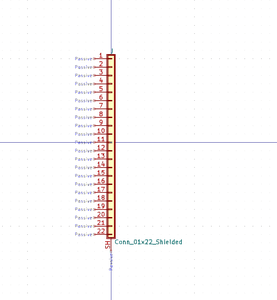 J
Passive 1
Passive 2
Passive 3
Passive 4
Passive 5
Passive 6
Passive 7
Passive 8
Passive 9
Passive 10
Passive 11
Passive 12
Passive 13
Passive 14
Passive 15
Passive 16
Passive 17
Passive 18
Passive 19
Passive 20
Passive 21
Passive 22
SH
Conn_01x22_Shielded
Passive